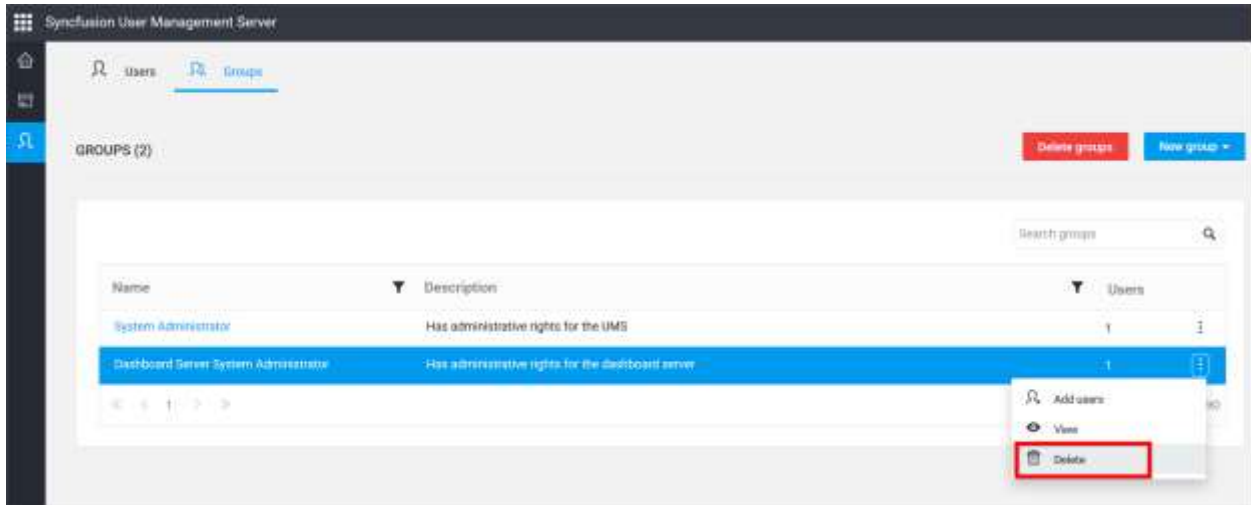 Syncfusion User Management Server
Users Groups
GROUPS (2) Delete groups New group
Search groups
Name Description Users
System Administrator Has administrative rights for the UMS 1
Dashboard Server System Administrator Has administrative rights for the dashboard server 1
1
Add users
View
Delete